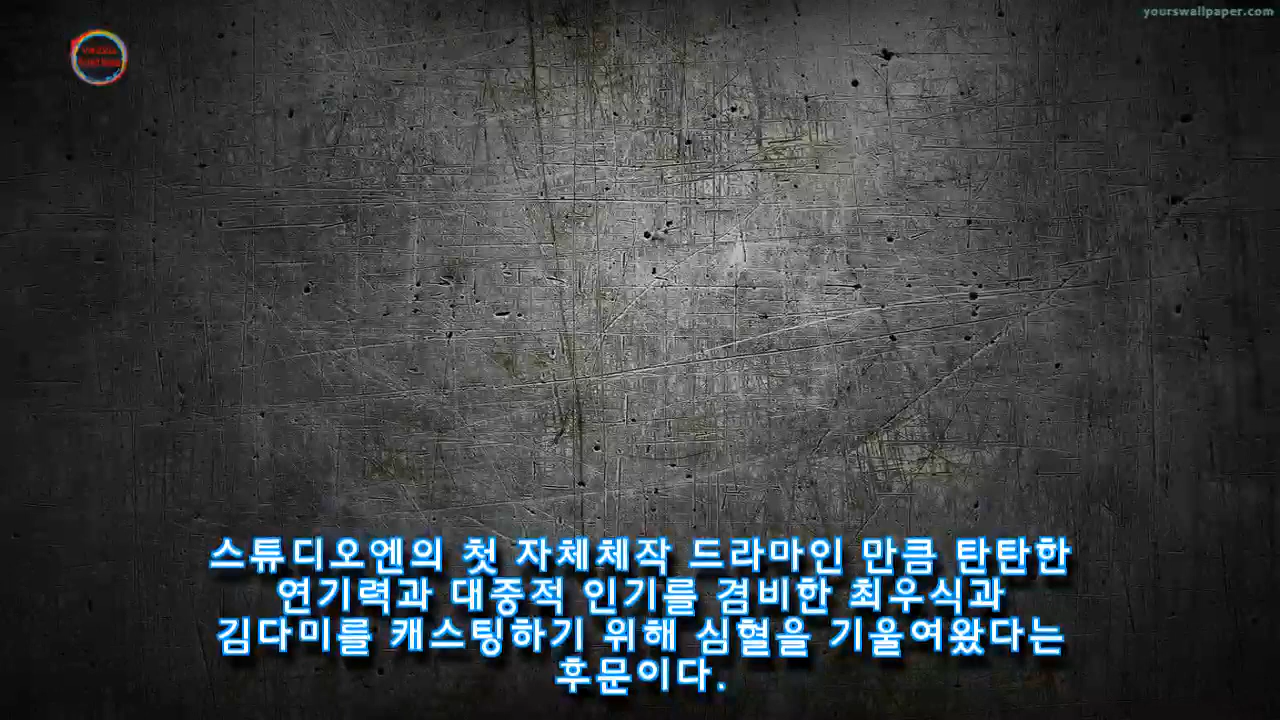 yourswallpaper.com
스튜디오엔의 첫 자체체작 드라마인 만큼 탄탄한
연기력과 대중적 인기를 겸비한 최우식과
김다미를 캐스팅하기 위해 심혈을 기울여왔다는
후문이다.